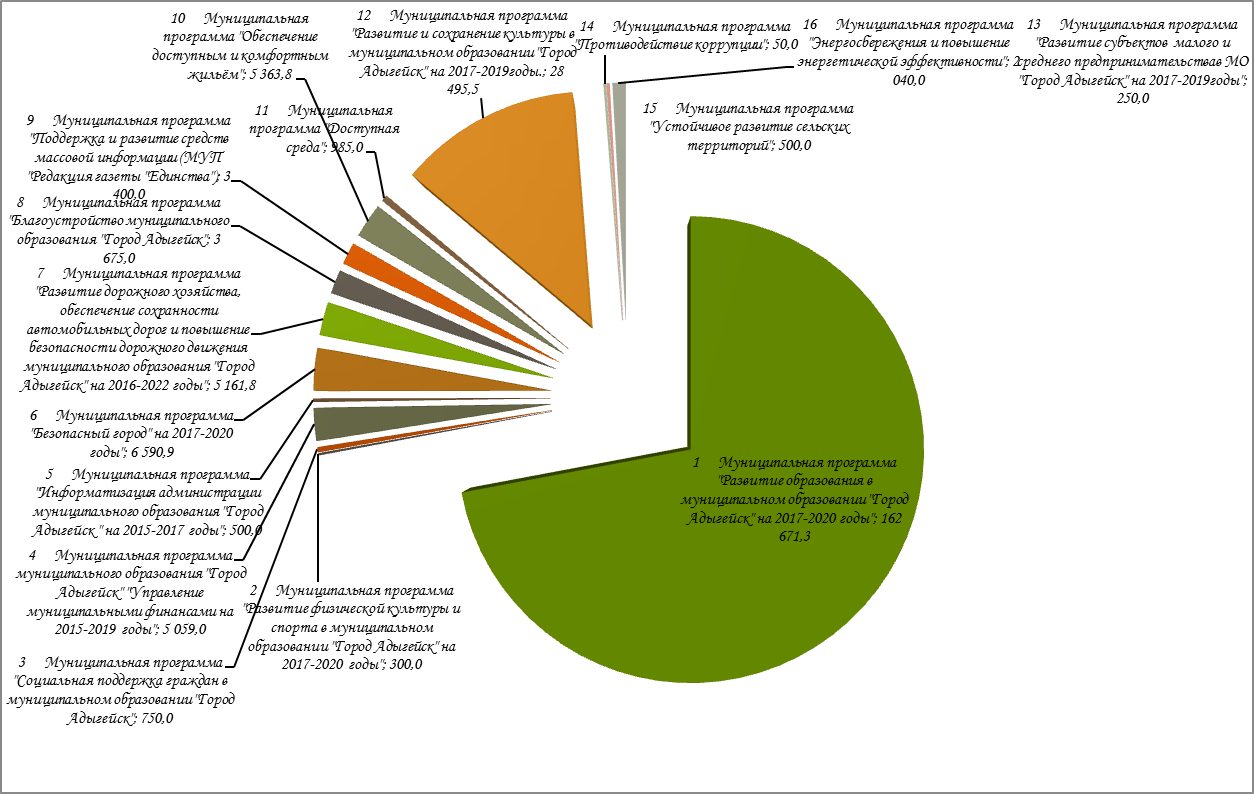 10 Муниципальная
программа "Обеспечение
доступным и комфортным
жильём"; 5 363,8
12 Муниципальная программа
"Развитие и сохранение культуры в
муниципальном образовании "Город
Адыгейск" на 2017-2019годы.; 28
495,5
14 Муниципальная программа
"Противодействие коррупции"; 50,0
16 Муниципальная программа
"Энергосбережения и повышение
энергетической эффективности"; 2
040,0
13 Муниципальная программа
"Развитие субъектов малого и
среднего предпринимательствав МО
"Город Адыгейск" на 2017-2019годы";
250,0
15 Муниципальная программа
"Устойчивое развитие сельских
территорий"; 500,0
11 Муниципальная
программа "Доступная
среда"; 985,0
9 Муниципальная программа
"Поддержка и развитие средств
массовой информации (МУП
"Редакция газеты "Единства"); 3
400,0
8 Муниципальная программа
"Благоустройство муниципального
образования "Город Адыгейск"; 3
675,0
7 Муниципальная программа
"Развитие дорожного хозяйства,
обеспечение сохранности
автомобильных дорог и повышение
безопасности дорожного движения
муниципального образования "Город
Адыгейск" на 2016-2022 годы"; 5 161,8
6 Муниципальная программа
"Безопасный город" на 2017-2020
годы"; 6 590,9
5 Муниципальная программа
"Информатизация администрации
муниципального образования "Город
Адыгейск " на 2015-2017 годы"; 500,0
4 Муниципальная программа
муниципального образования "Город
Адыгейск" "Управление
муниципальными финансами на
2015-2019 годы"; 5 059,0
3 Муниципальная программа
"Социальная поддержка граждан в
муниципальном образовании "Город
Адыгейск"; 750,0
2 Муниципальная программа
"Развитие физической культуры и
спорта в муниципальном
образовании "Город Адыгейск" на
2017-2020 годы"; 300,0
1 Муниципальная программа
"Развитие образования в
муниципальном образовании "Город
Адыгейск" на 2017-2020 годы"; 162
671,3